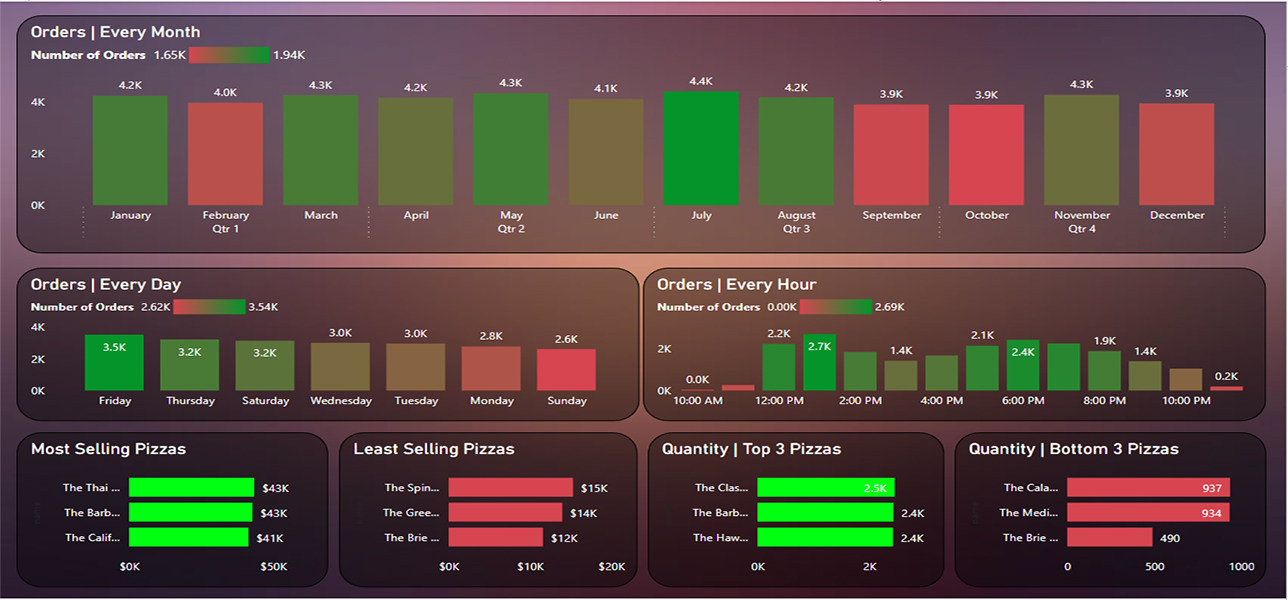 Orders | Every Month
Number of Orders 1.65K 1.94K
4.2K 4.0K 4.3K 4.2K 4.3K 4.1K 4.4K 4.2K 3.9K 3.9K 4.3K 3.9K
4K
2K
0K
January February March April May June July August September October November December
Qtr 1 Qtr 2 Qtr 3 Qtr 4
Orders | Every Day
Number of Orders 2.62K 3.54K
4K
2K
0K
3.5K 3.2K 3.2K 3.0K 3.0K 2.8K 2.6K
Friday Thursday Saturday Wednesday Tuesday Monday Sunday
Orders | Every Hour
Number of Orders 0.00K 2.69K
2K
0K
0.0K 2.2K 2.7K 1.4K 2.1K 2.4K 1.9K 1.4K 0.2K
10:00 AM 12:00 PM 2:00 PM 4:00 PM 6:00 PM 8:00 PM 10:00 PM
Most Selling Pizzas
The Thai ... $43K
The Barb... $43K
The Calif... $41K
$0K $50K
Least Selling Pizzas
The Spin... $15K
The Gree... $14K
The Brie ... $12K
$0K $10K $20K
Quantity | Top 3 Pizzas
The Clas... 2.5K
The Barb... 2.4K
The Haw... 2.4K
0K 2K
Quantity | Bottom 3 Pizzas
The Cala... 937
The Medi... 934
The Brie ... 490
0 500 1000